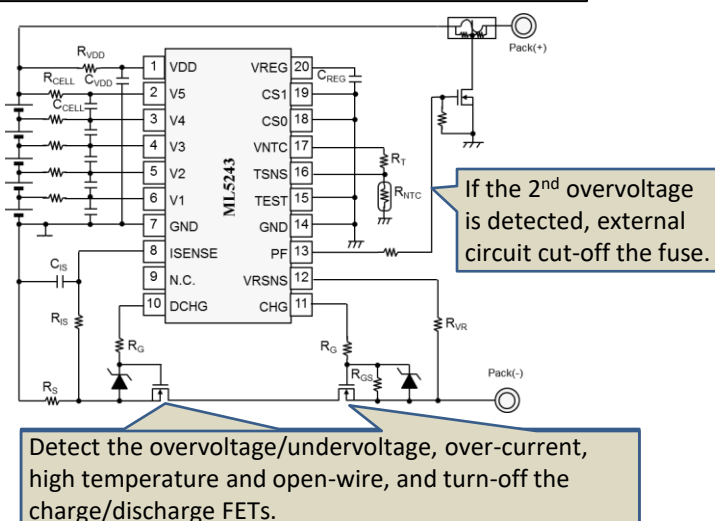 Pack(+)
RVDD
1 VDD VREG 20
CREG
RCELL CVDD
2 V5 CS1 19
CCELL
3 V4 CS0 18
4 V3 VNTC 17
RT
5 V2 TSNS 16
RNTC
6 V1 TEST 15
ML5243
7 GND GND 14
8 ISENSE PF 13
CIS
9 N.C. VRSNS 12
10 DCHG CHG 11
RIS
RG
RG
RVR
RGS
RS
Pack(-)
If the 2nd overvoltage
is detected, external
circuit cut-off the fuse.
Detect the overvoltage/undervoltage, over-current,
high temperature and open-wire, and turn-off the
charge/discharge FETs.